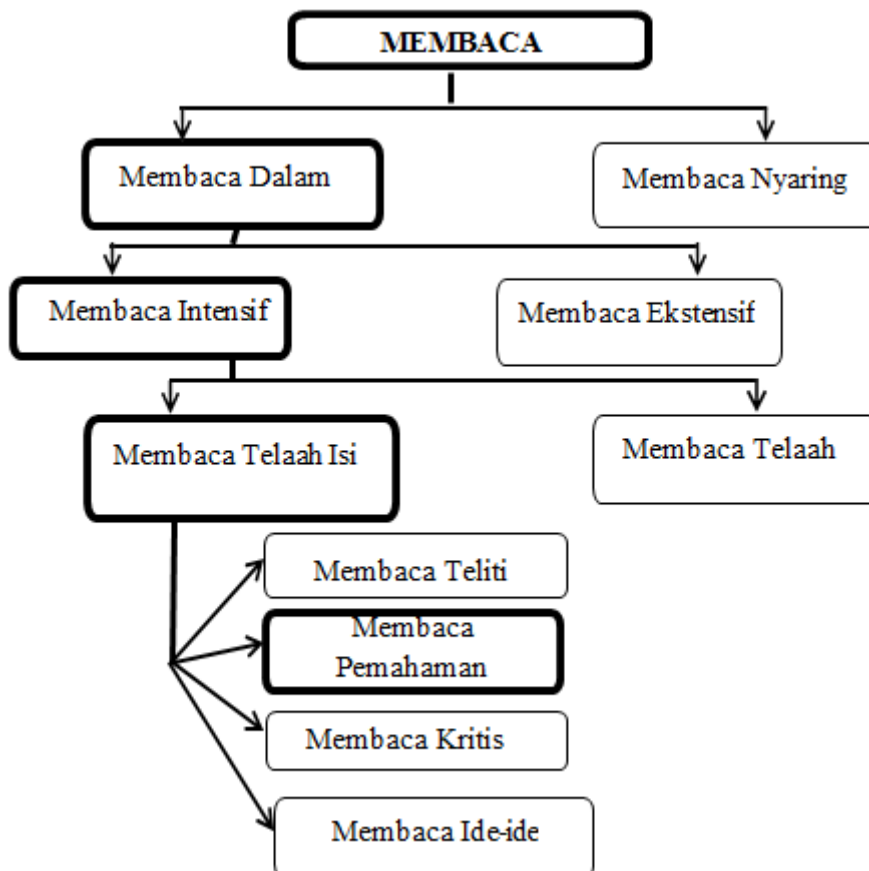 MEMBACA
Membaca Dalam
Membaca Nyaring
Membaca Intensif
Membaca Ekstensif
Membaca Telaah Isi
Membaca Telaah
Membaca Teliti
Membaca
Pemahaman
Membaca Kritis
Membaca Ide-ide